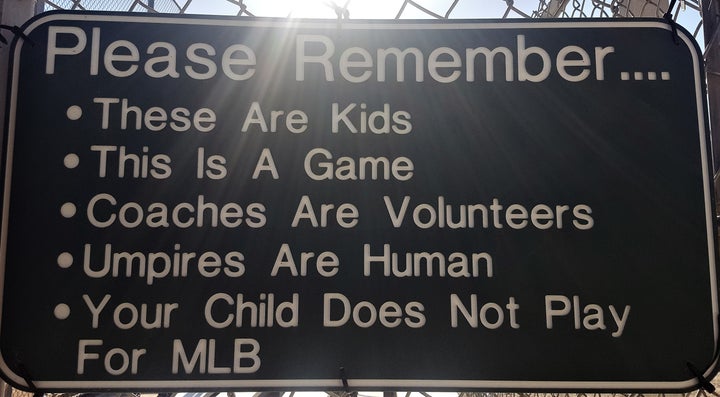 Please Remember....
• These Are Kids
• This Is A Game
• Coaches Are Volunteers
• Umpires Are Human
• Your Child Does Not Play
For MLB